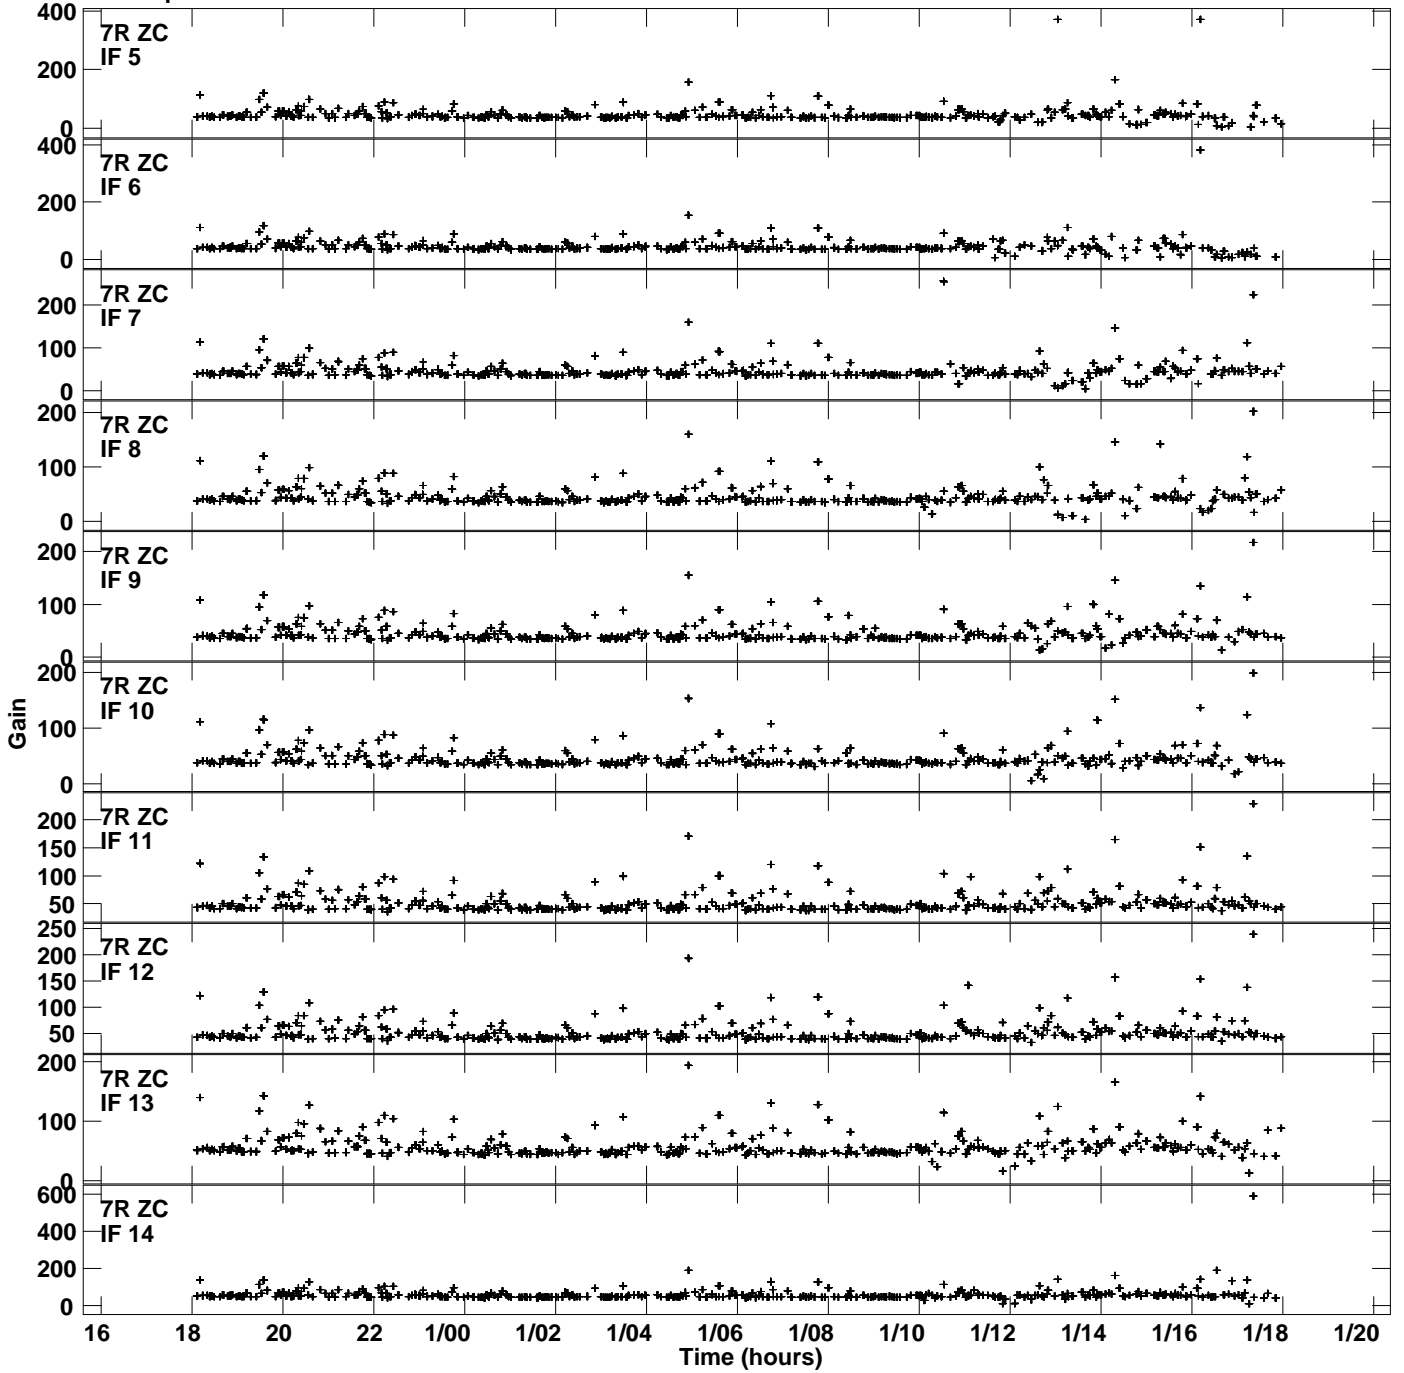 400
7R ZC
IF 5
200
0
400
7R ZC
IF 6
200
0
7R ZC
IF 7
200
100
0
200
7R ZC
IF 8
100
0
7R ZC
IF 9
200
100
0
200
7R ZC
IF 10
100
0
Gain
7R ZC
IF 11
200
150
100
50
250
7R ZC
IF 12
200
150
100
50
200
7R ZC
IF 13
100
0
600
7R ZC
IF 14
400
200
0
16 18 20 22 1/00 1/02 1/04 1/06 1/08 1/10 1/12 1/14 1/16 1/18 1/20
Time (hours)